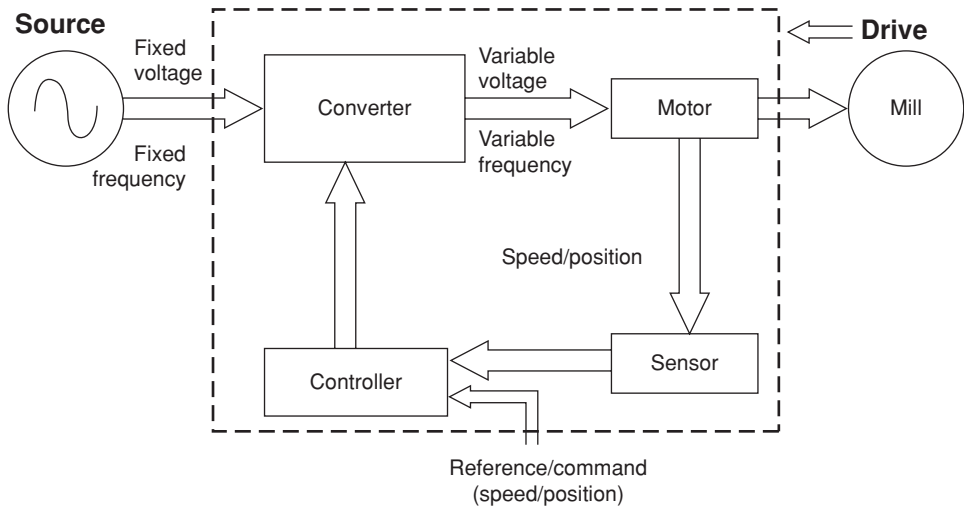 Source
Drive
Fixed
voltage
Fixed
frequency
Converter
Variable
voltage
Variable
frequency
Motor
Mill
Speed/position
Sensor
Controller
Reference/command
(speed/position)